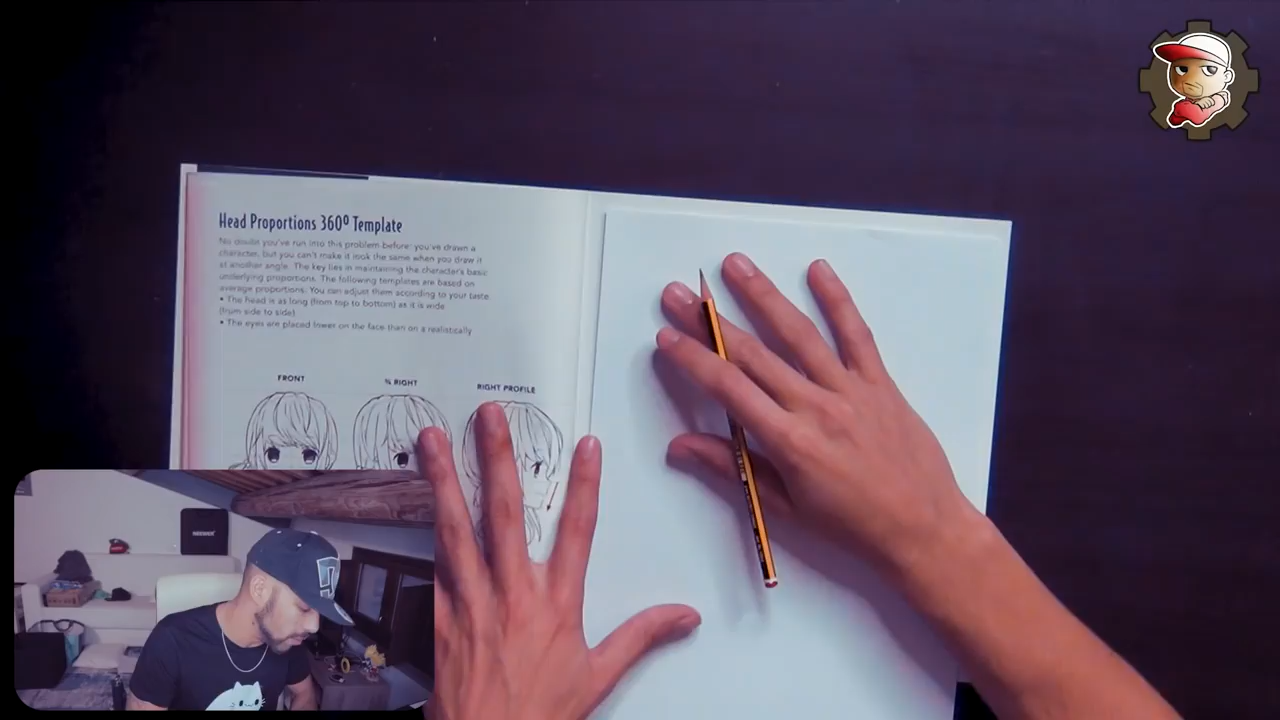 Head Proportions 360º Template
No doubt you've run into this problem before: you've drawn a
character, but you can't make it look the same when you draw it
at another angle. The key lies in maintaining the character's basic
underlying proportions. The following templates are based on
average proportions. You can adjust them according to your taste.
• The head is as long (from top to bottom) as it is wide
(from side to side)
• The eyes are placed lower on the face than on a realistically
FRONT
¾ RIGHT
RIGHT PROFILE
NEEWER